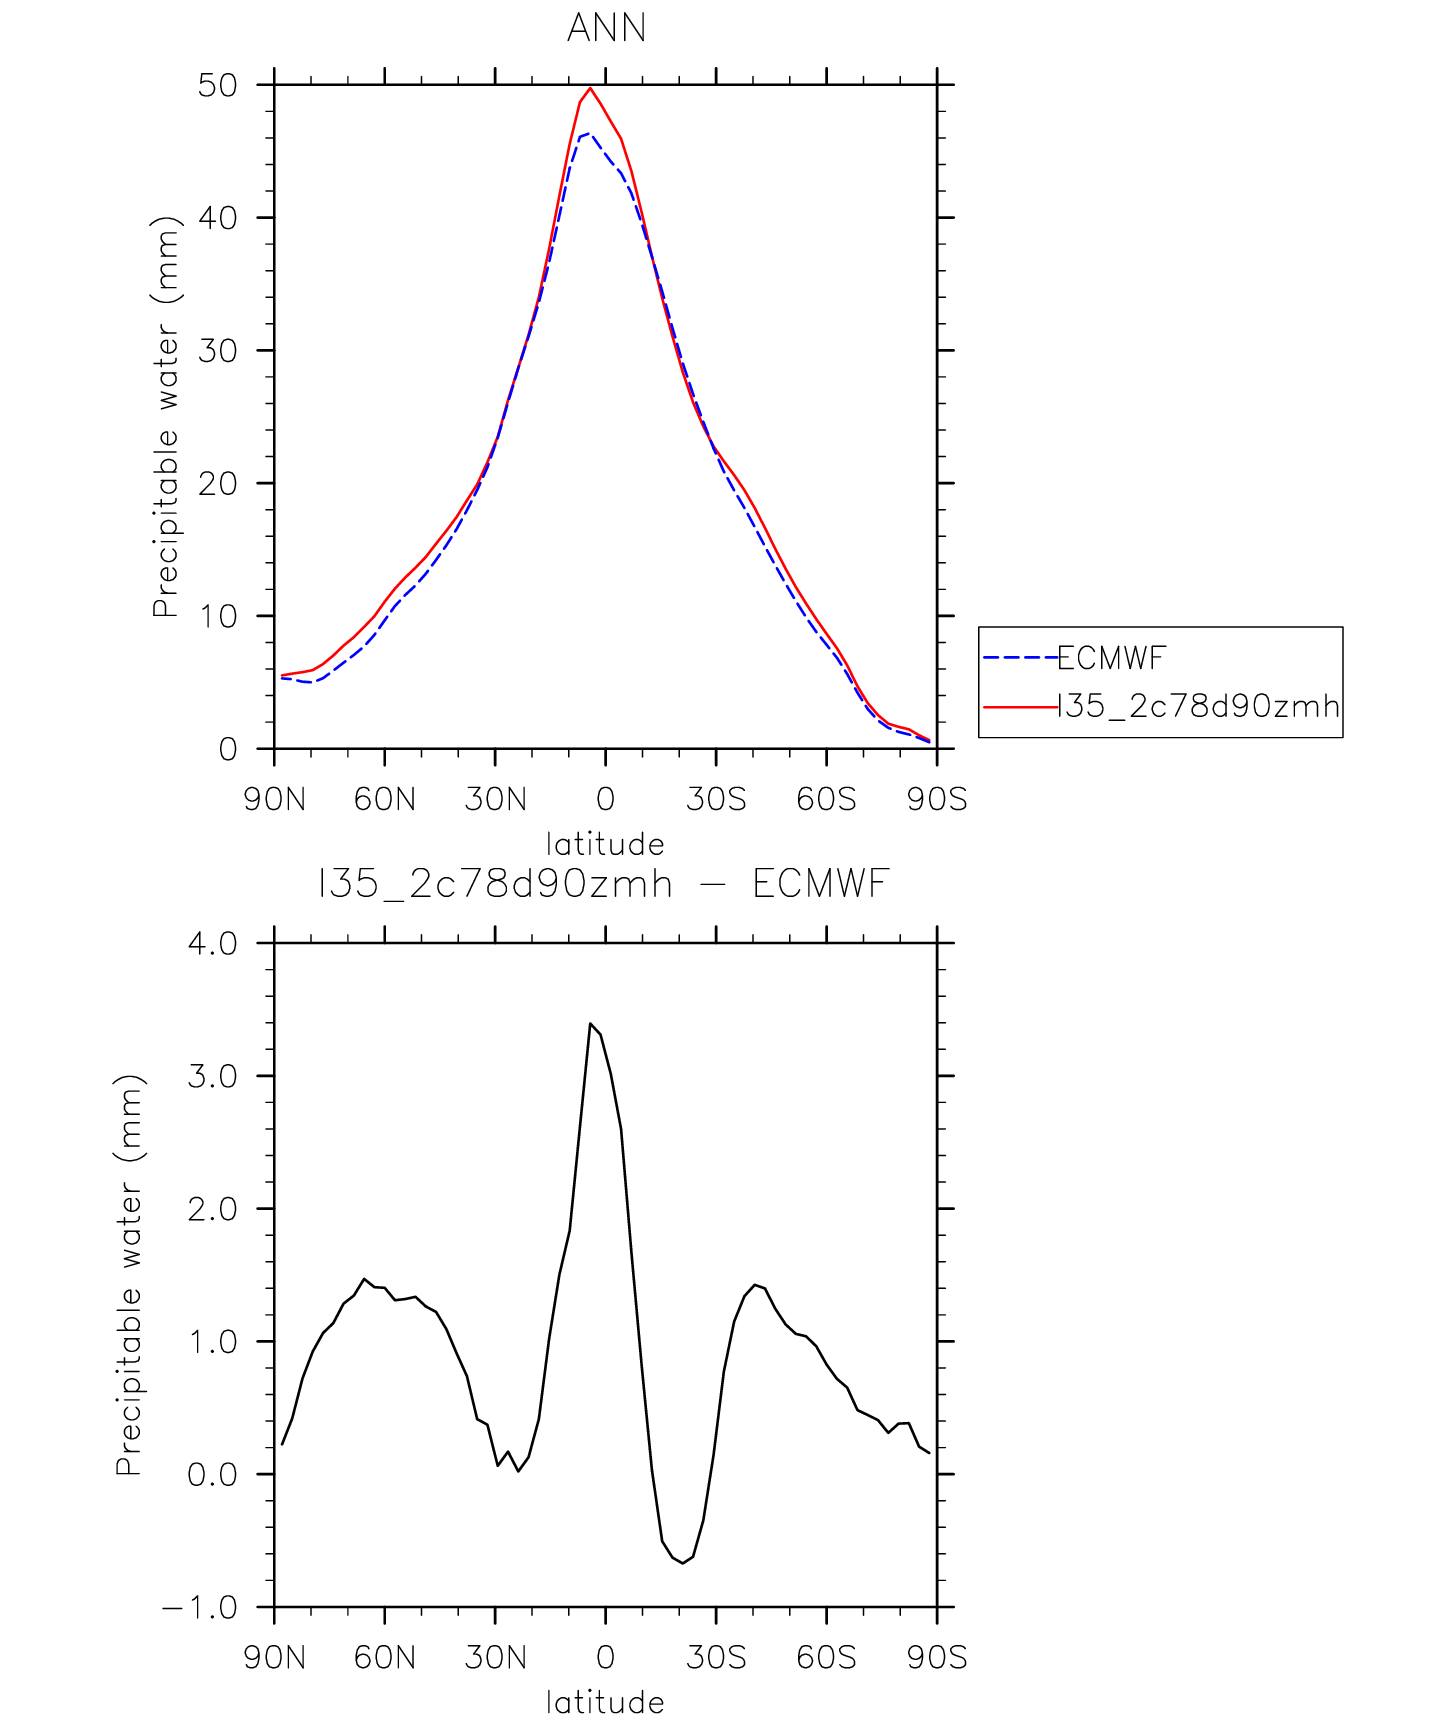 ANN
50
40
30
20
10
0
Precipitable water (mm)
90N 60N 30N 0 30S 60S 90S
latitude
ECMWF
I35_2c78d90zmh
I35_2c78d90zmh – ECMWF
4.0
3.0
2.0
1.0
0.0
−1.0
Precipitable water (mm)
90N 60N 30N 0 30S 60S 90S
latitude